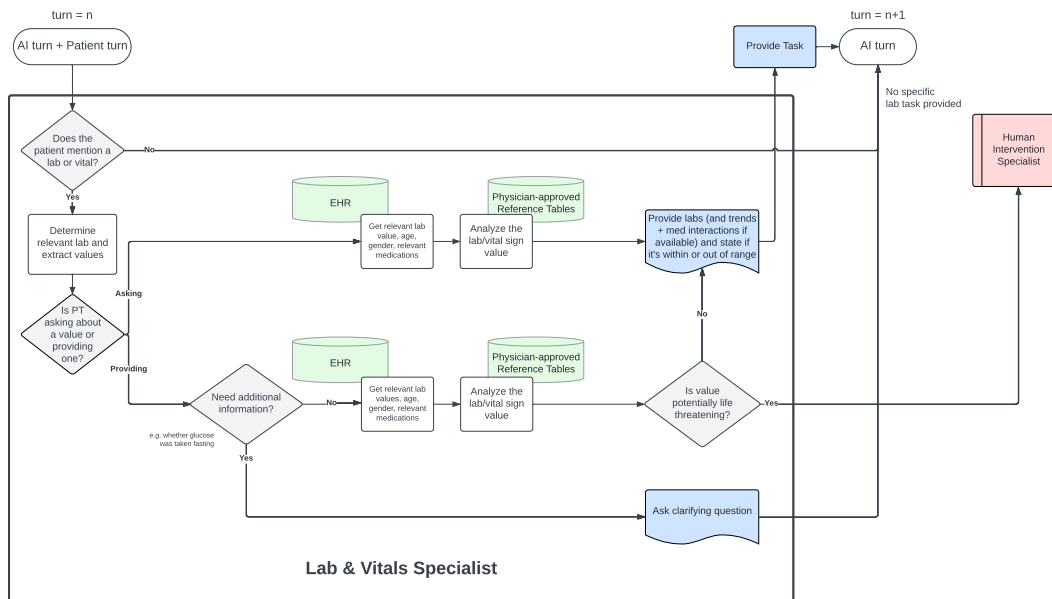 turn = n
turn = n+1
AI turn + Patient turn
Provide Task
AI turn
No specific
lab task provided
Does the
patient mention a
lab or vital?
No
Human
Intervention
Specialist
Yes
EHR
Physician-approved
Reference Tables
Determine
relevant lab and
extract values
Get relevant lab
value, age,
gender, relevant
medications
Analyze the
lab/vital sign
value
Provide labs (and trends
+ med interactions if
available) and state if
it's within or out of range
Asking
Is PT
asking about
a value or
providing
one?
No
Providing
EHR
Physician-approved
Reference Tables
Need additional
information?
No
Get relevant lab
values, age,
gender, relevant
medications
Analyze the
lab/vital sign
value
Is value
potentially life
threatening?
Yes
e.g. whether glucose
was taken fasting
Yes
Ask clarifying question
Lab & Vitals Specialist